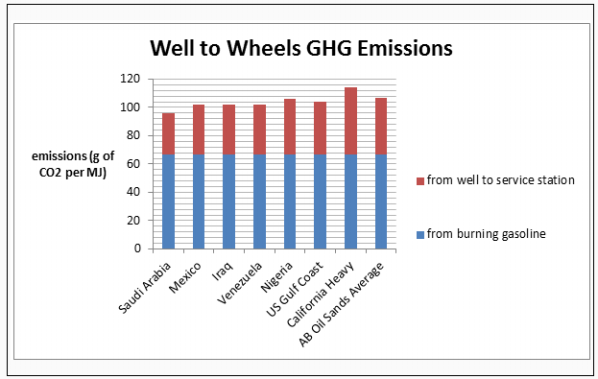 Well to Wheels GHG Emissions
120
100
80
60
40
20
0
emissions (g of
CO2 per MJ)
from well to service station
from burning gasoline
Saudi Arabia
Mexico
Iraq
Venezuela
Nigeria
US Gulf Coast
California Heavy
AB Oil Sands Average